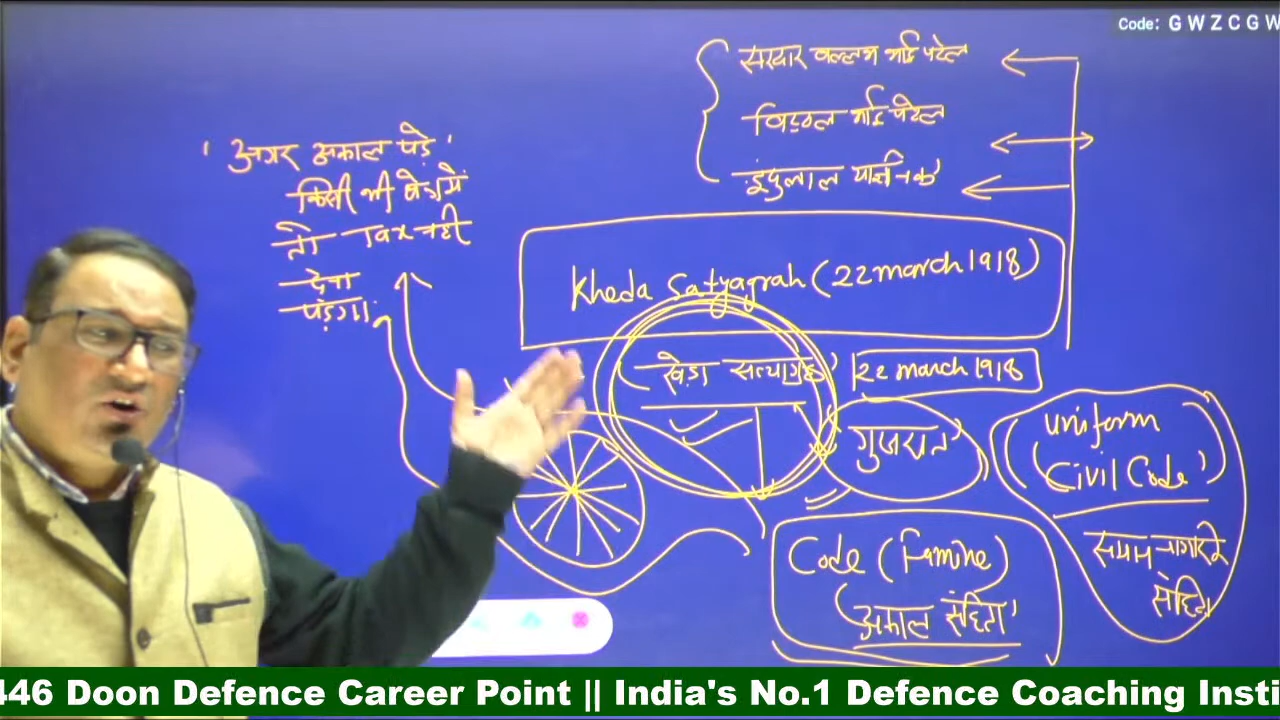 Code: G W Z C G W
सरदार वल्लभ भाई पटेल
विठ्ठल भाई पटेल
इंदुलाल याज्ञिक
' अगर अकाल पड़े '
किसी भी क्षेत्र में
तो Tax नही
देना
पड़ेगा।
Kheda Satyagrah (22 march 1918)
( खेड़ा सत्याग्रह ' 22 march 1918
गुजरात '
uniform
Civil Code '
समान नागरिक
संहिता
Code (Famine)
अकाल संहिता '
446 Doon Defence Career Point || India's No.1 Defence Coaching Insti